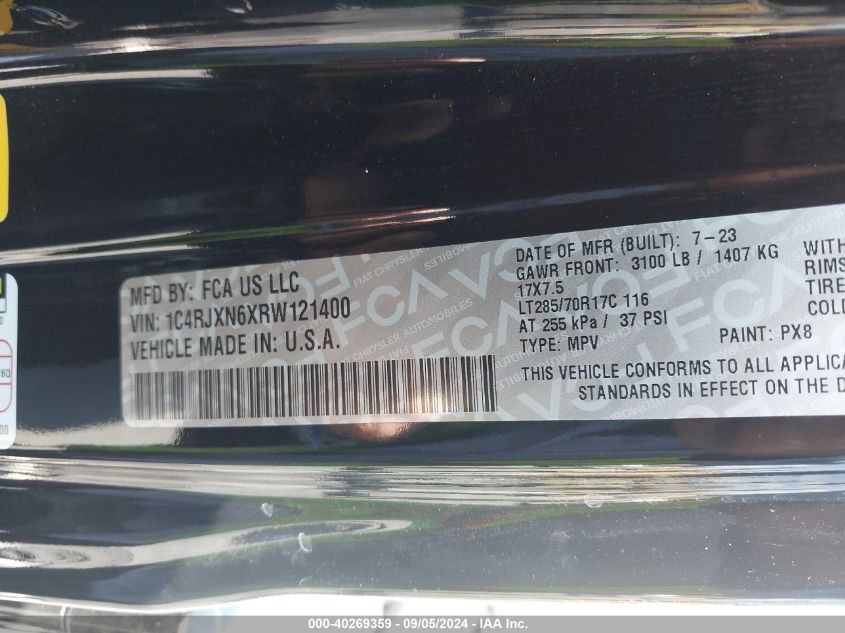 MFD BY: FCA US LLC
VIN: 1C4RJXN6XRW121400
VEHICLE MADE IN: U.S.A.
DATE OF MFR (BUILT): 7-23
GAWR FRONT: 3100 LB / 1407 KG
17X7.5
LT285/70R17C 116
AT 255 kPa / 37 PSI
TYPE: MPV
PAINT: PX8
WITH
RIMS
TIRE
COLD
THIS VEHICLE CONFORMS TO ALL APPLICA
STANDARDS IN EFFECT ON THE D
000-40269359 - 09/05/2024 - IAA Inc.